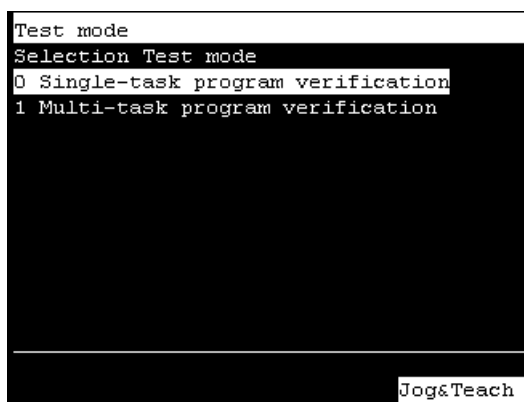 Test mode
Selection Test mode
0 Single-task program verification
1 Multi-task program verification
Jog&Teach